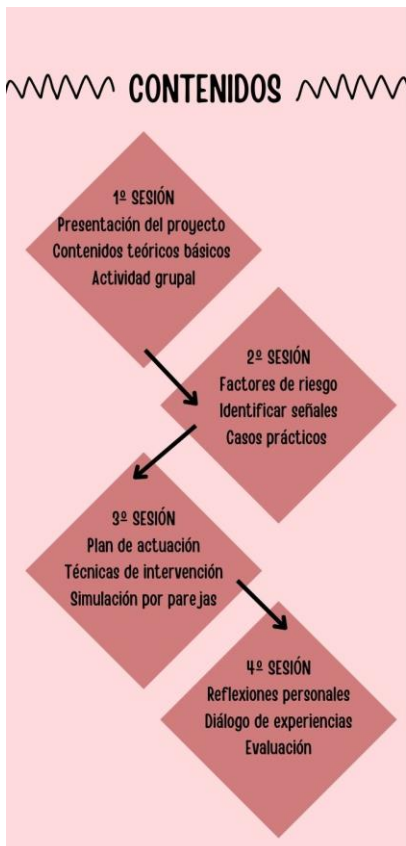 CONTENIDOS
1º SESIÓN
Presentación del proyecto
Contenidos teóricos básicos
Actividad grupal
2º SESIÓN
Factores de riesgo
Identificar señales
Casos prácticos
3º SESIÓN
Plan de actuación
Técnicas de intervención
Simulación por parejas
4º SESIÓN
Reflexiones personales
Diálogo de experiencias
Evaluación